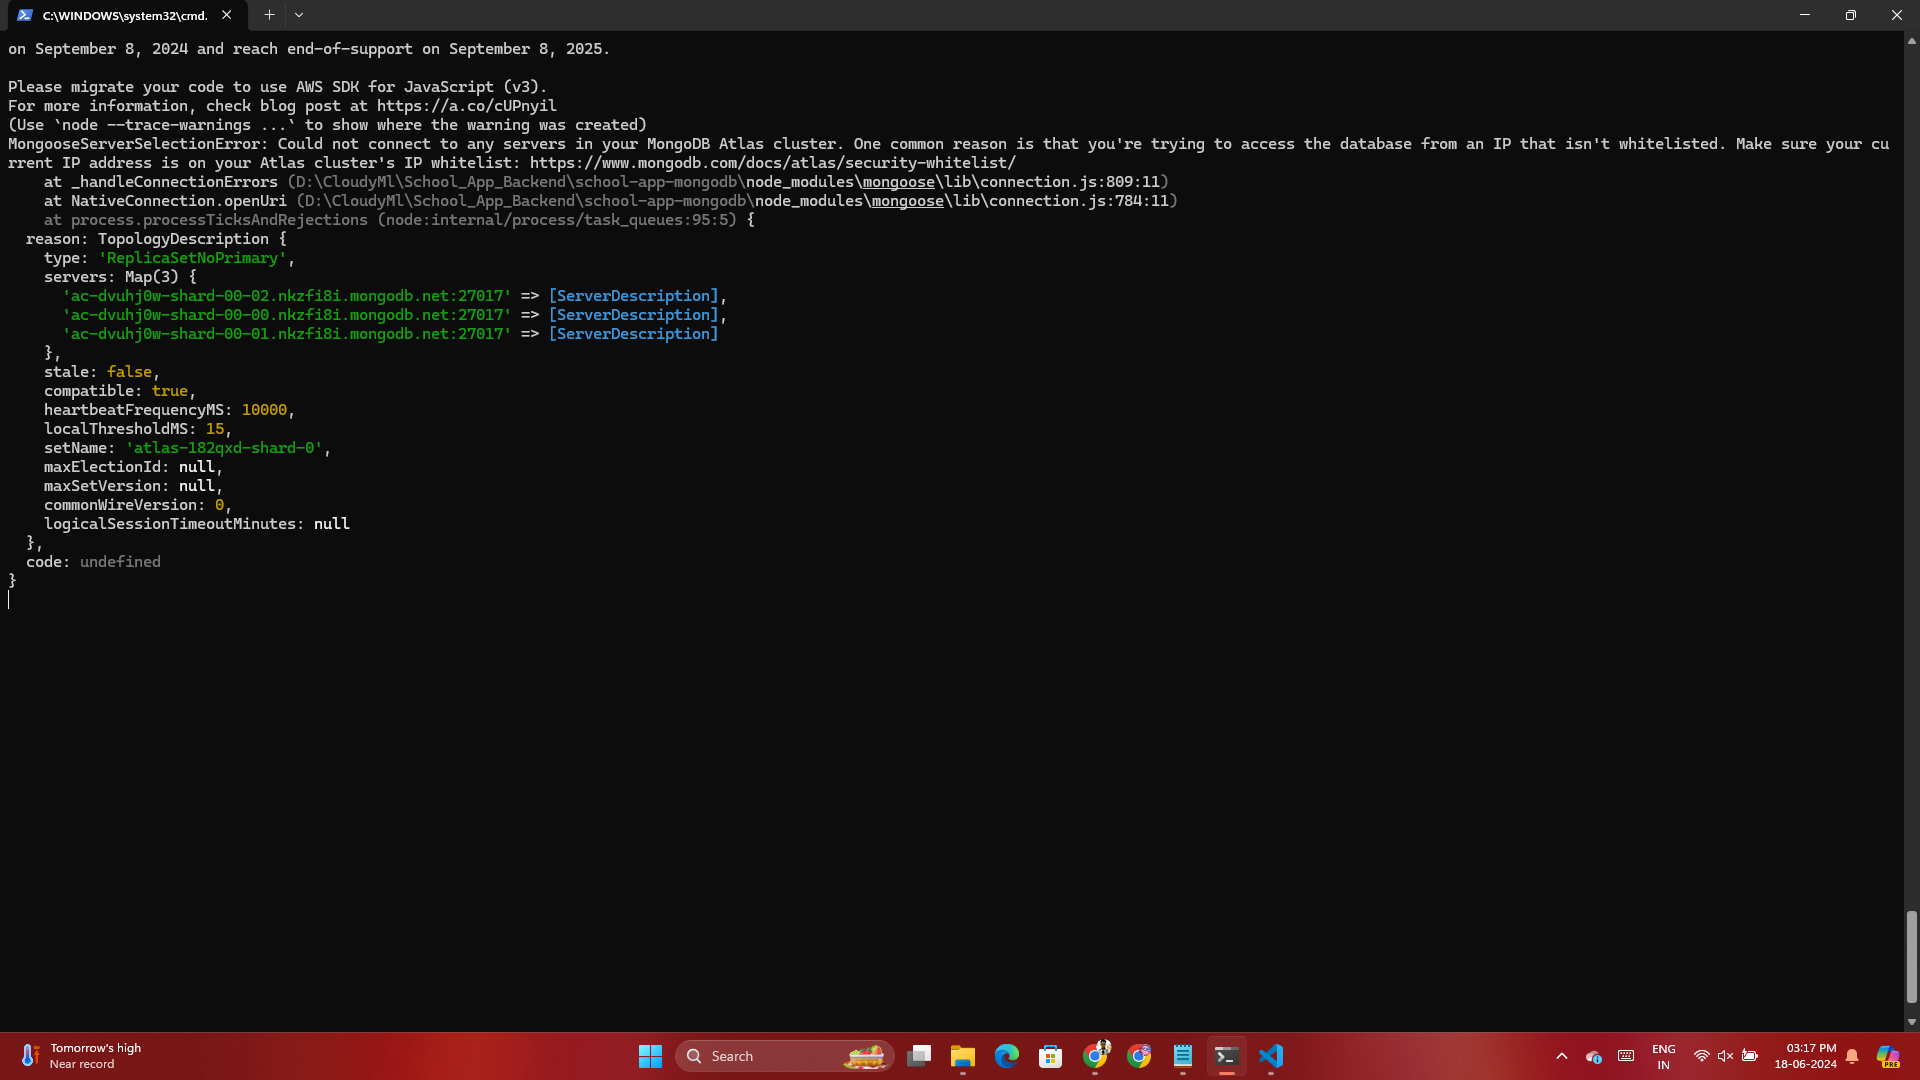 C:\WINDOWS\system32\cmd.
on September 8, 2024 and reach end-of-support on September 8, 2025.
Please migrate your code to use AWS SDK for JavaScript (v3).
For more information, check blog post at https://a.co/cUPnyil
(Use `node --trace-warnings ...` to show where the warning was created)
MongooseServerSelectionError: Could not connect to any servers in your MongoDB Atlas cluster. One common reason is that you're trying to access the database from an IP that isn't whitelisted. Make sure your cu
rrent IP address is on your Atlas cluster's IP whitelist: https://www.mongodb.com/docs/atlas/security-whitelist/
    at _handleConnectionErrors (D:\CloudyMl\School_App_Backend\school-app-mongodb\node_modules\mongoose\lib\connection.js:809:11)
    at NativeConnection.openUri (D:\CloudyMl\School_App_Backend\school-app-mongodb\node_modules\mongoose\lib\connection.js:784:11)
    at process.processTicksAndRejections (node:internal/process/task_queues:95:5) {
  reason: TopologyDescription {
    type: 'ReplicaSetNoPrimary',
    servers: Map(3) {
      'ac-dvuhj0w-shard-00-02.nkzfi8i.mongodb.net:27017' => [ServerDescription],
      'ac-dvuhj0w-shard-00-00.nkzfi8i.mongodb.net:27017' => [ServerDescription],
      'ac-dvuhj0w-shard-00-01.nkzfi8i.mongodb.net:27017' => [ServerDescription]
    },
    stale: false,
    compatible: true,
    heartbeatFrequencyMS: 10000,
    localThresholdMS: 15,
    setName: 'atlas-182qxd-shard-0',
    maxElectionId: null,
    maxSetVersion: null,
    commonWireVersion: 0,
    logicalSessionTimeoutMinutes: null
  },
  code: undefined
}
Tomorrow's high
Near record
Search
ENG
IN
03:17 PM
18-06-2024
PRE